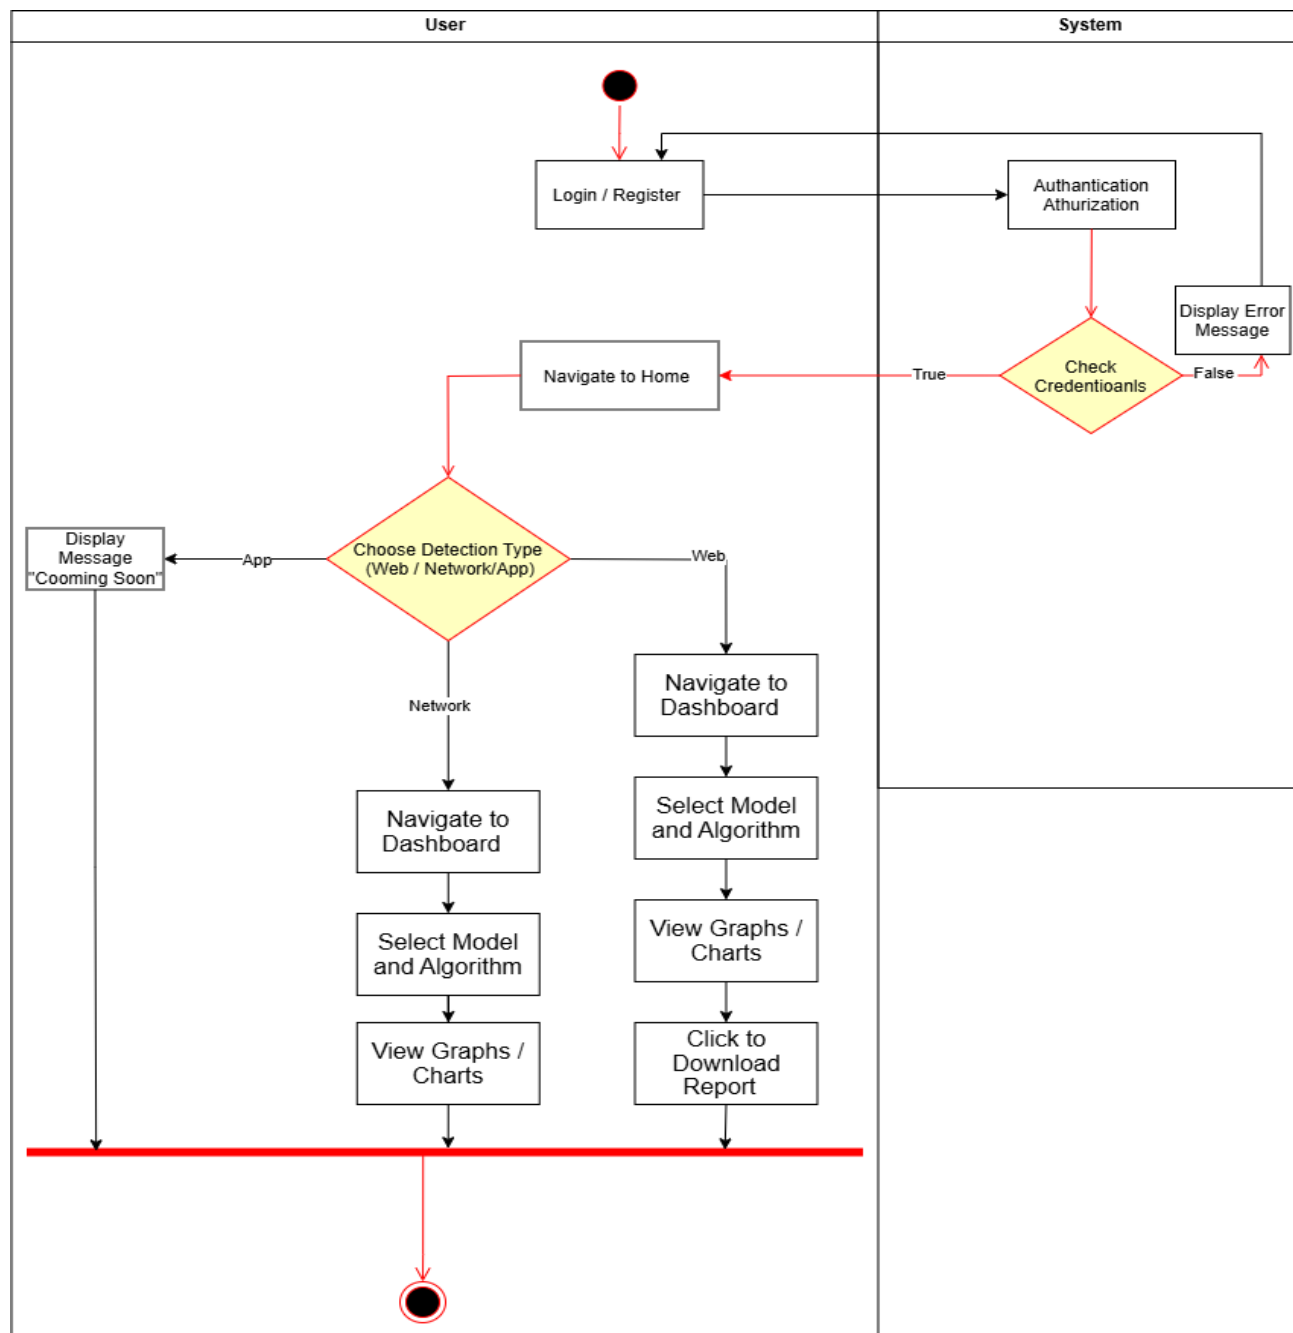 User
System
Login / Register
Authantication
Athurization
Display Error
Message
Navigate to Home
True
Check
Credentioanls
False
Display
Message
"Cooming Soon"
App
Choose Detection Type
(Web / Network/App)
Web
Network
Navigate to
Dashboard
Select Model
and Algorithm
View Graphs /
Charts
Click to
Download
Report
Navigate to
Dashboard
Select Model
and Algorithm
View Graphs /
Charts